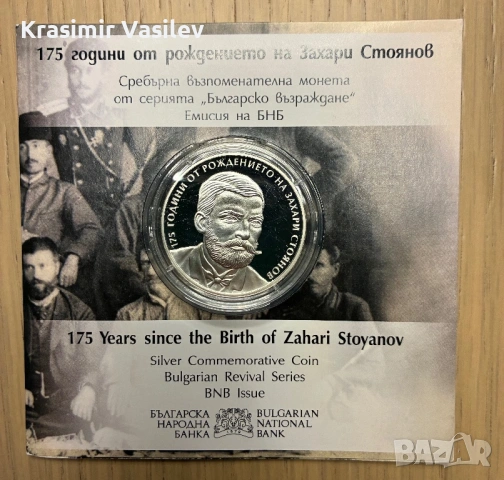 Krasimir Vasilev
175 години от рождението на Захари Стоянов
Сребърна възпоменателна монета
от серията „Българско възраждане“
Емисия на БНБ
175 ГОДИНИ ОТ РОЖДЕНИЕТО НА ЗАХАРИ СТОЯНОВ
175 Years since the Birth of Zahari Stoyanov
Silver Commemorative Coin
Bulgarian Revival Series
BNB Issue
БЪЛГАРСКА
НАРОДНА
БАНКА
BULGARIAN
NATIONAL
BANK
BAZAR